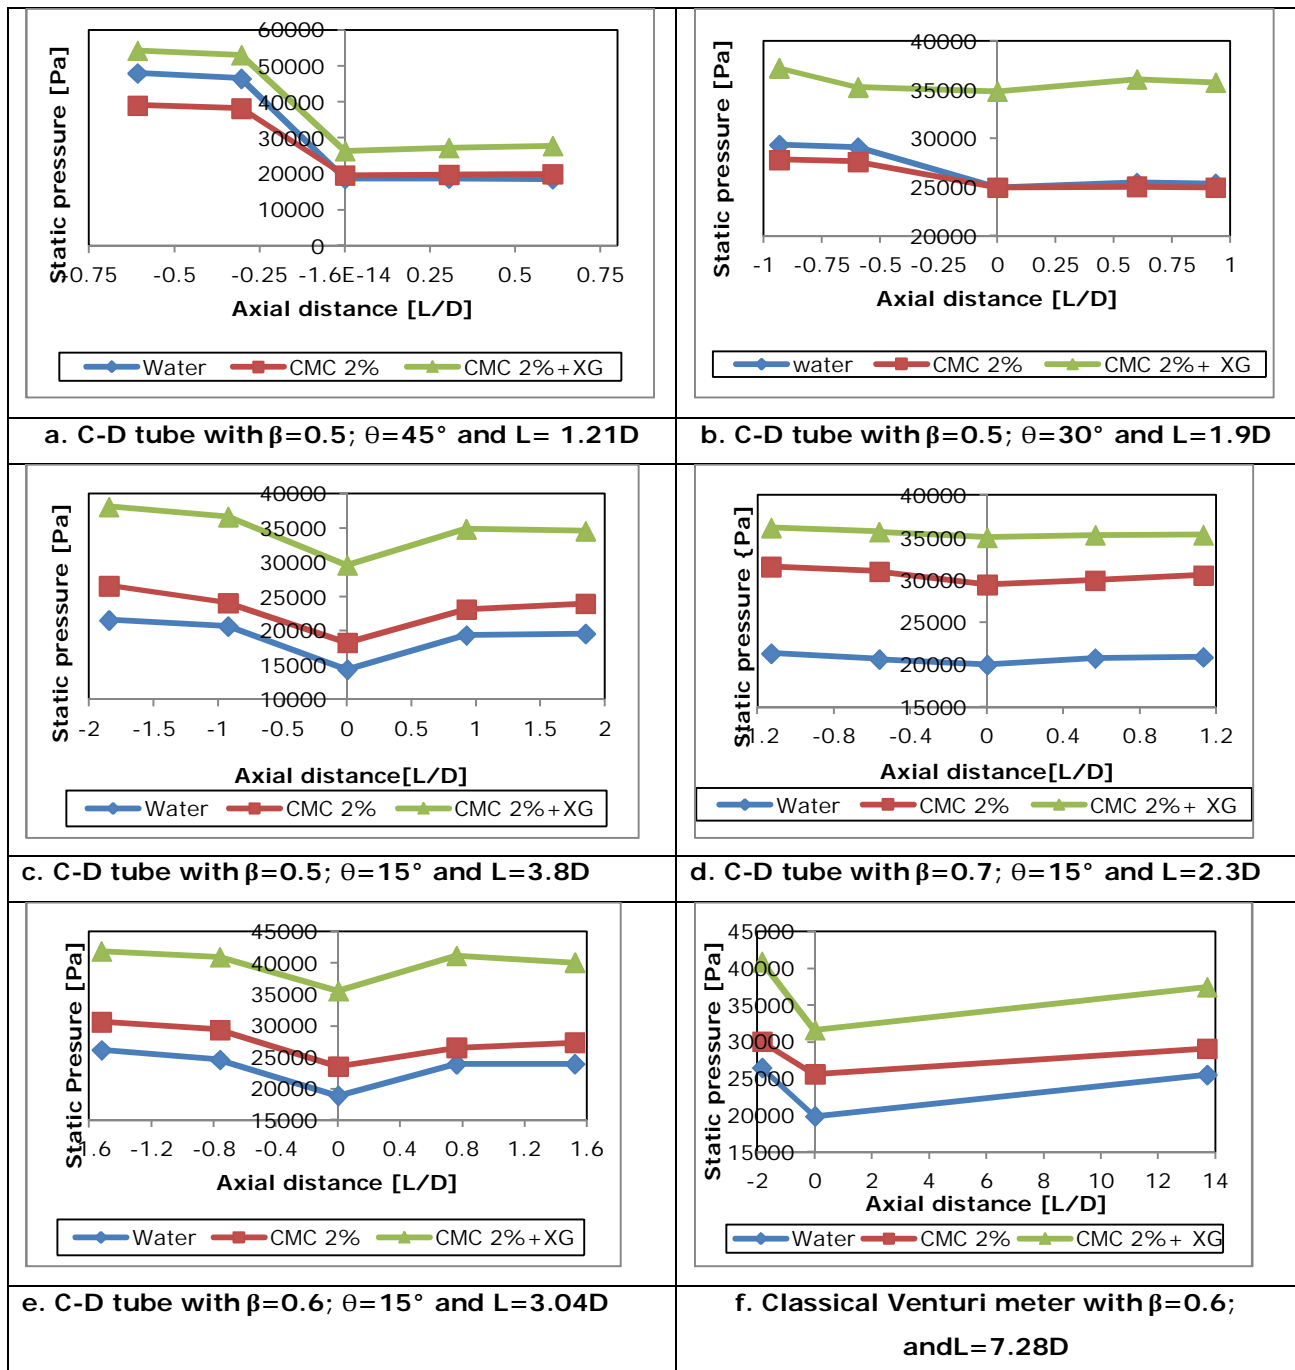 Static pressure [Pa]
60000
50000
40000
30000
20000
10000
0
-0.75 -0.5 -0.25 -1.6E-14 0.25 0.5 0.75
Axial distance [L/D]
Water CMC 2% CMC 2%+XG
Static pressure [Pa]
40000
35000
30000
25000
20000
-1 -0.75 -0.5 -0.25 0 0.25 0.5 0.75 1
Axial distance [L/D]
water CMC 2% CMC 2%+ XG
a. C-D tube with β=0.5; θ=45° and L= 1.21D
b. C-D tube with β=0.5; θ=30° and L=1.9D
Static pressure [Pa]
40000
35000
30000
25000
20000
15000
10000
-2 -1.5 -1 -0.5 0 0.5 1 1.5 2
Axial distance[L/D]
Water CMC 2% CMC 2%+XG
Static pressure {Pa]
40000
35000
30000
25000
20000
15000
-1.2 -0.8 -0.4 0 0.4 0.8 1.2
Axial distance[L/D]
Water CMC 2% CMC 2%+ XG
c. C-D tube with β=0.5; θ=15° and L=3.8D
d. C-D tube with β=0.7; θ=15° and L=2.3D
Static Pressure [Pa]
45000
40000
35000
30000
25000
20000
15000
-1.6 -1.2 -0.8 -0.4 0 0.4 0.8 1.2 1.6
Axial distance [L/D]
Water CMC 2% CMC 2%+XG
Static pressure [Pa]
45000
40000
35000
30000
25000
20000
15000
-2 0 2 4 6 8 10 12 14
Axial distance [L/D]
Water CMC 2% CMC 2%+ XG
e. C-D tube with β=0.6; θ=15° and L=3.04D
f. Classical Venturi meter with β=0.6;
andL=7.28D